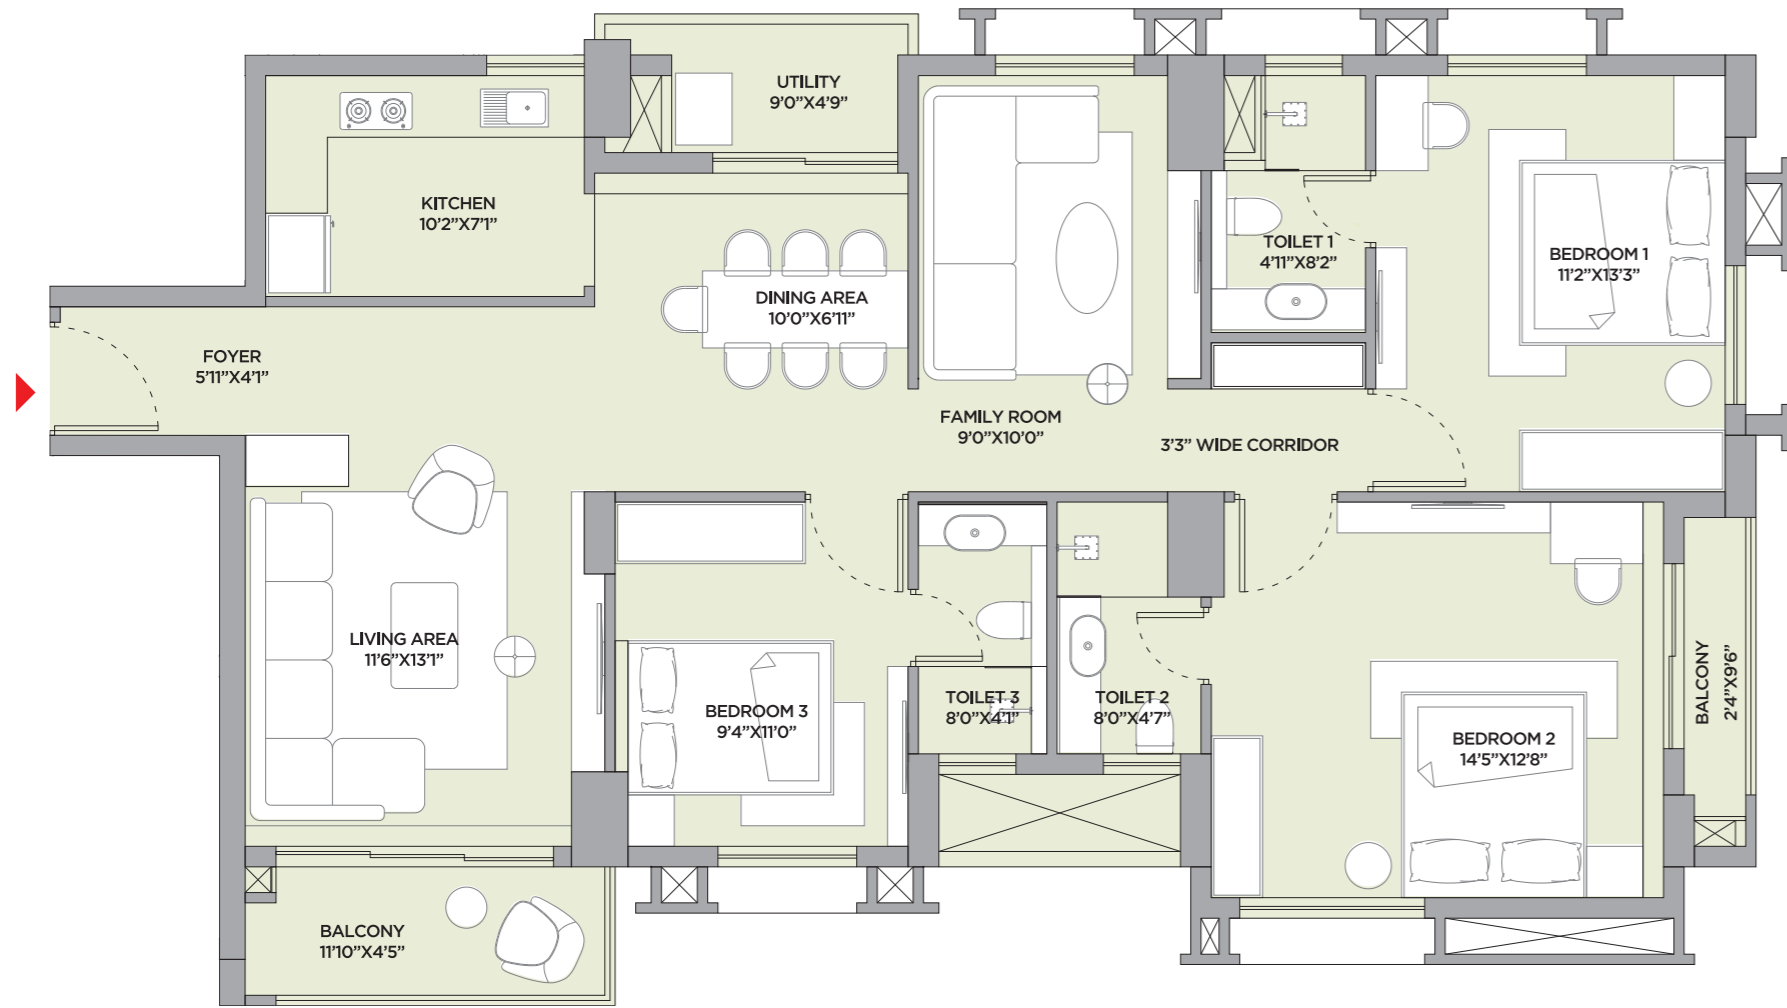 UTILITY
9'0"X4'9"
KITCHEN
10'2"X7'1"
TOILET 1
4'11"X8'2"
BEDROOM 1
11'2"X13'3"
DINING AREA
10'0"X6'11"
FOYER
5'11"X4'1"
FAMILY ROOM
9'0"X10'0"
3'3" WIDE CORRIDOR
LIVING AREA
11'6"X13'1"
BEDROOM 3
9'4"X11'0"
TOILET 3
8'0"X4'1"
TOILET 2
8'0"X4'7"
BEDROOM 2
14'5"X12'8"
BALCONY
2'4"X9'6"
BALCONY
11'10"X4'5"